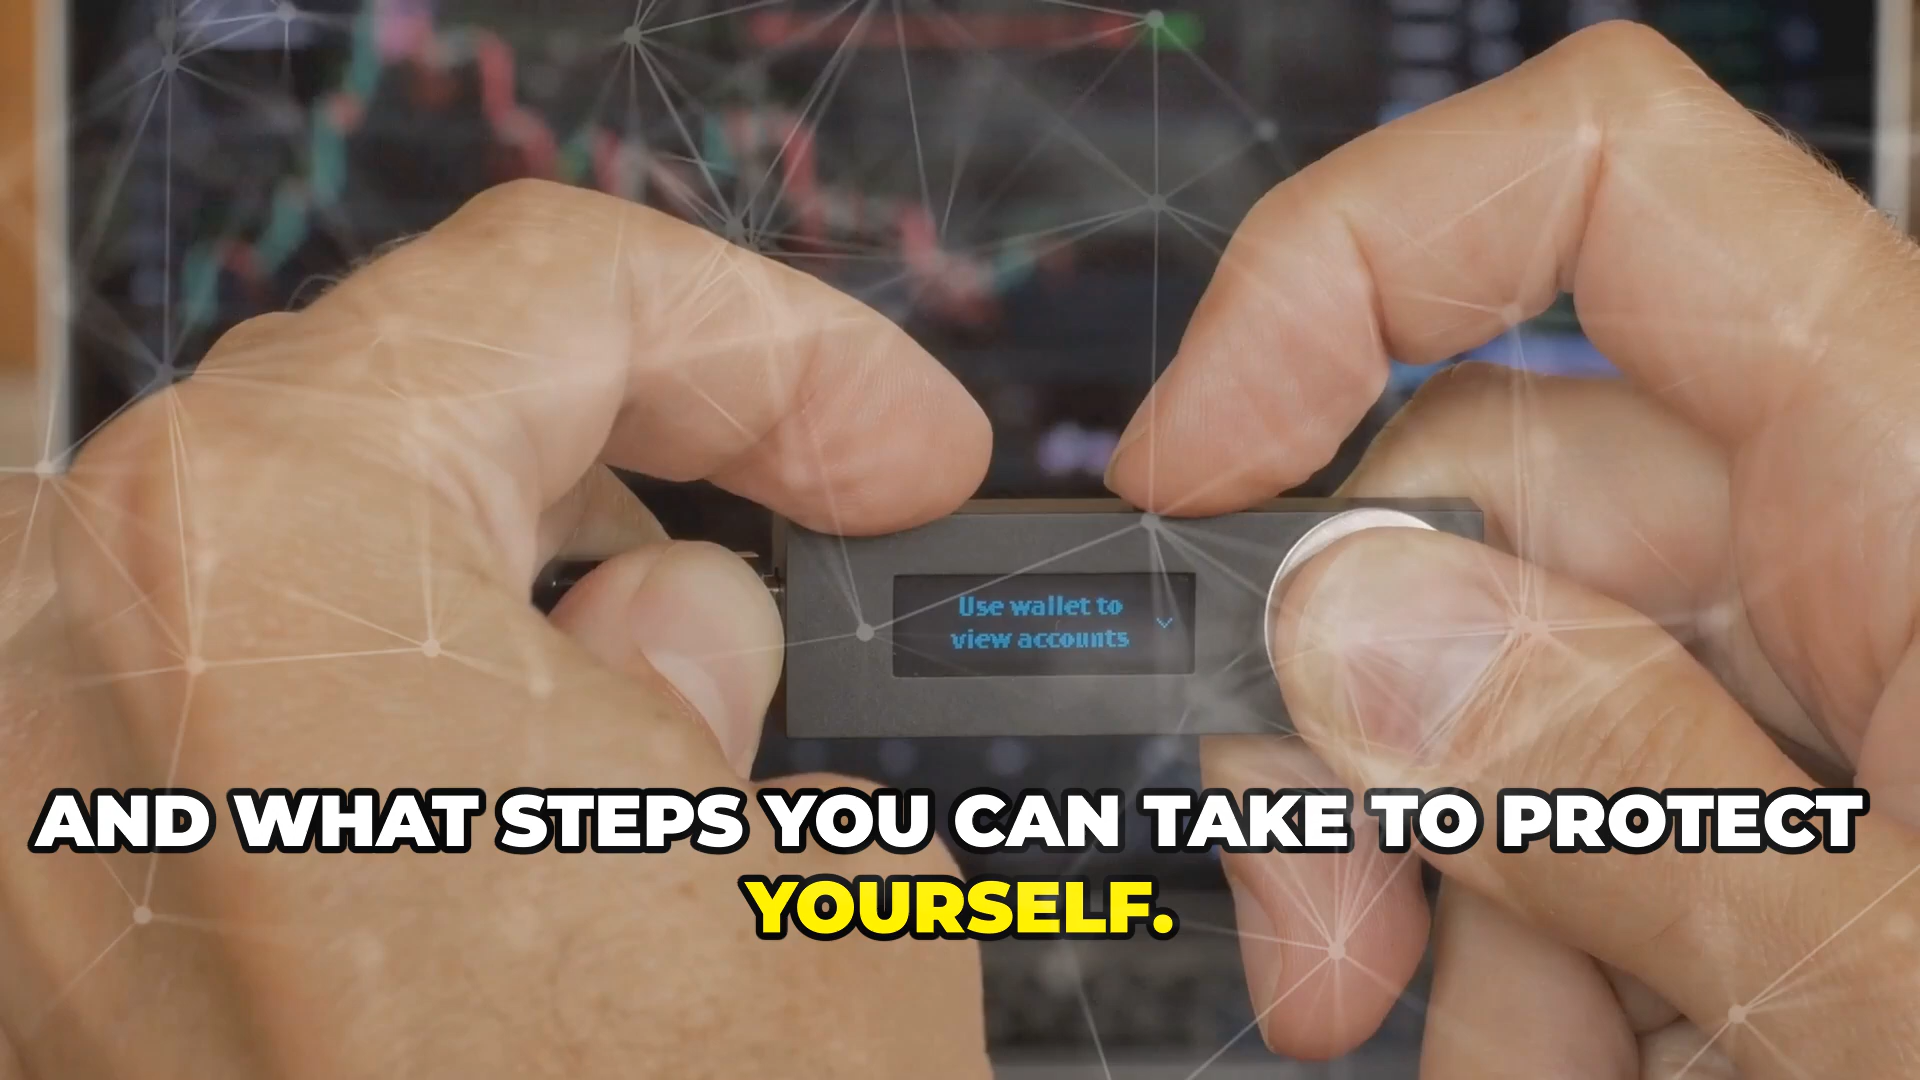 Use wallet to
view accounts
AND WHAT STEPS YOU CAN TAKE TO PROTECT
YOURSELF.